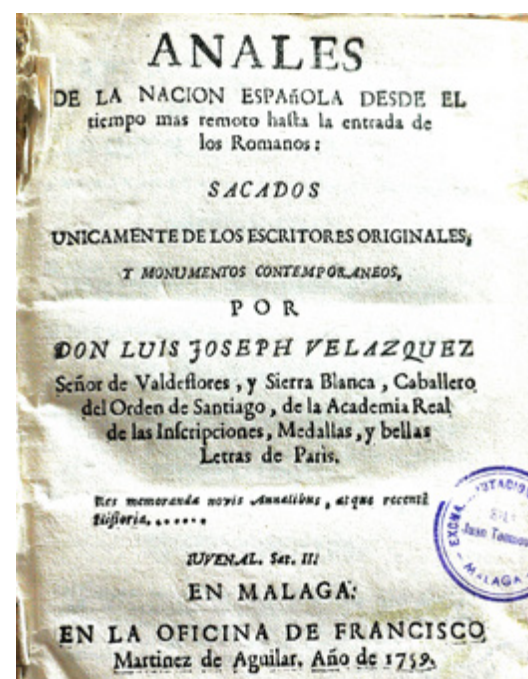 ANALES
DE LA NACION ESPAñOLA DESDE EL
tiempo mas remoto hasta la entrada de
los Romanos:
SACADOS
UNICAMENTE DE LOS ESCRITORES ORIGINALES,
Y MONUMENTOS CONTEMPORANEOS,
POR
DON LUIS JOSEPH VELAZQUEZ
Señor de Valdeflores, y Sierra Blanca, Caballero
del Orden de Santiago, de la Academia Real
de las Inscripciones, Medallas, y bellas
Letras de Paris.
Res memoranda novis Annalibus, atque recenti
Historia.......
IUVENAL. Sat. II:
EN MALAGA:
EN LA OFICINA DE FRANCISCO
Martinez de Aguilar. Año de 1759.
EXCMA.
Juan
MALAGA